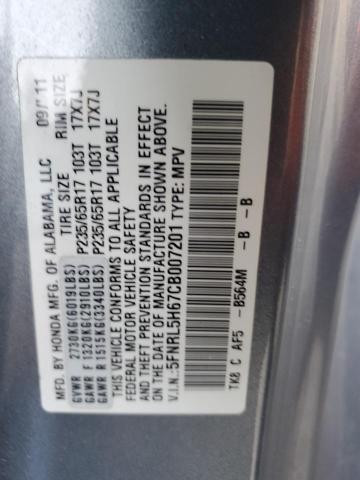 MFD. BY HONDA MFG. OF ALABAMA, LLC 09/'11
TIRE SIZE RIM SIZE
GVWR 2730KG(6019LBS)
GAWR F 1320KG(2910LBS) P235/65R17 103T 17X7J
GAWR R 1515KG(3340LBS) P235/65R17 103T 17X7J
THIS VEHICLE CONFORMS TO ALL APPLICABLE
FEDERAL MOTOR VEHICLE SAFETY
AND THEFT PREVENTION STANDARDS IN EFFECT
ON THE DATE OF MANUFACTURE SHOWN ABOVE.
V.I.N.:5FNRL5H67CB007201 TYPE: MPV
TK8 C AF5 -B564M -B -B